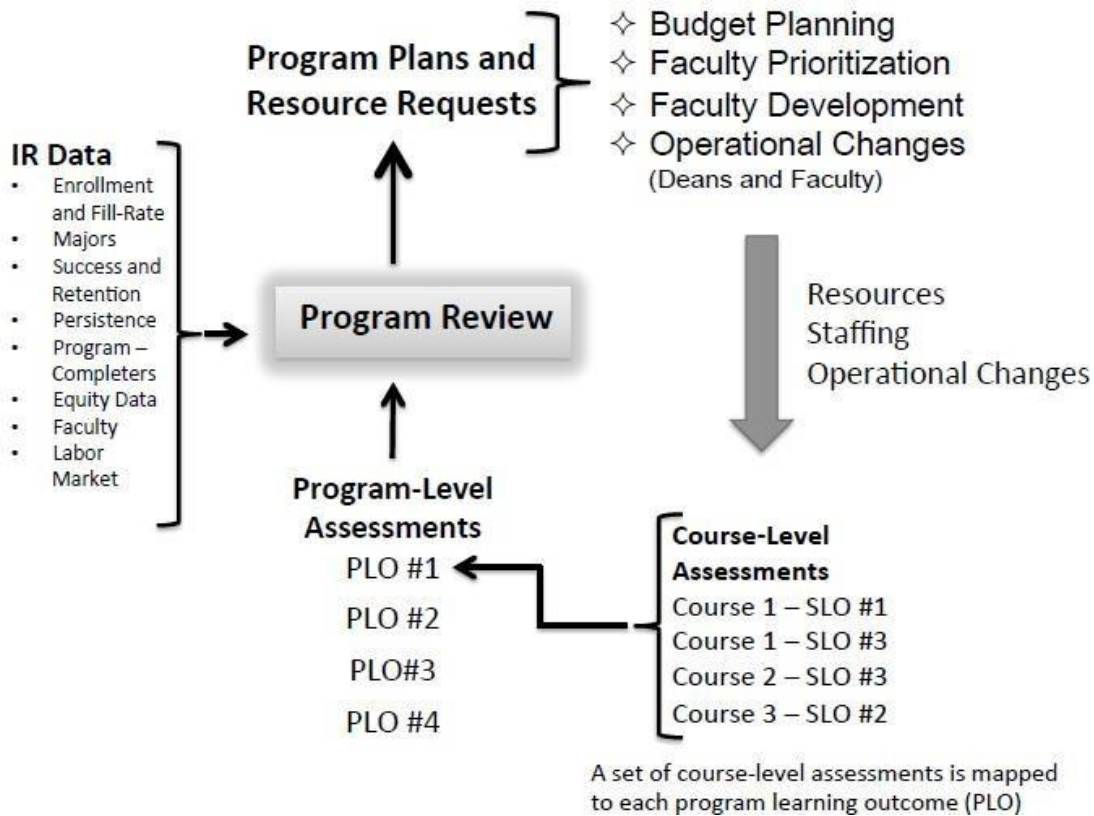 Program Plans and
Resource Requests
✧ Budget Planning
✧ Faculty Prioritization
✧ Faculty Development
✧ Operational Changes
(Deans and Faculty)
IR Data
• Enrollment
and Fill-Rate
• Majors
• Success and
Retention
• Persistence
• Program –
Completers
• Equity Data
• Faculty
• Labor
Market
Program Review
Resources
Staffing
Operational Changes
Program-Level
Assessments
PLO #1
PLO #2
PLO#3
PLO #4
Course-Level
Assessments
Course 1 – SLO #1
Course 1 – SLO #3
Course 2 – SLO #3
Course 3 – SLO #2
A set of course-level assessments is mapped
to each program learning outcome (PLO)